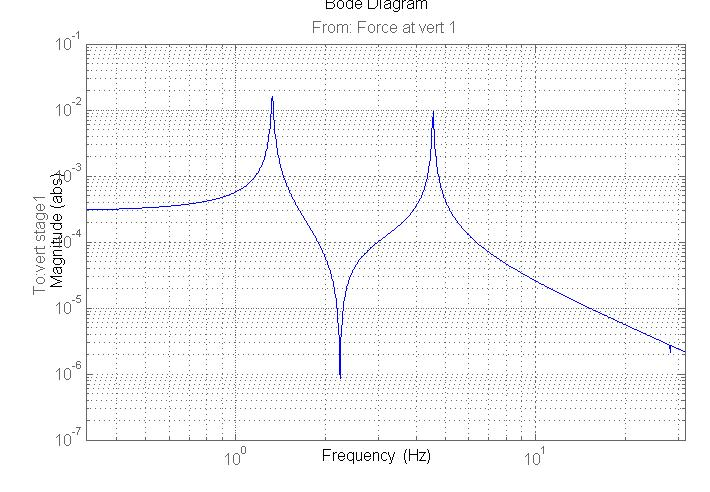 Bode Diagram
From: Force at vert 1
10^-1
10^-2
10^-3
10^-4
10^-5
10^-6
10^-7
To:vert stage1
Magnitude (abs)
10^0
10^1
Frequency (Hz)